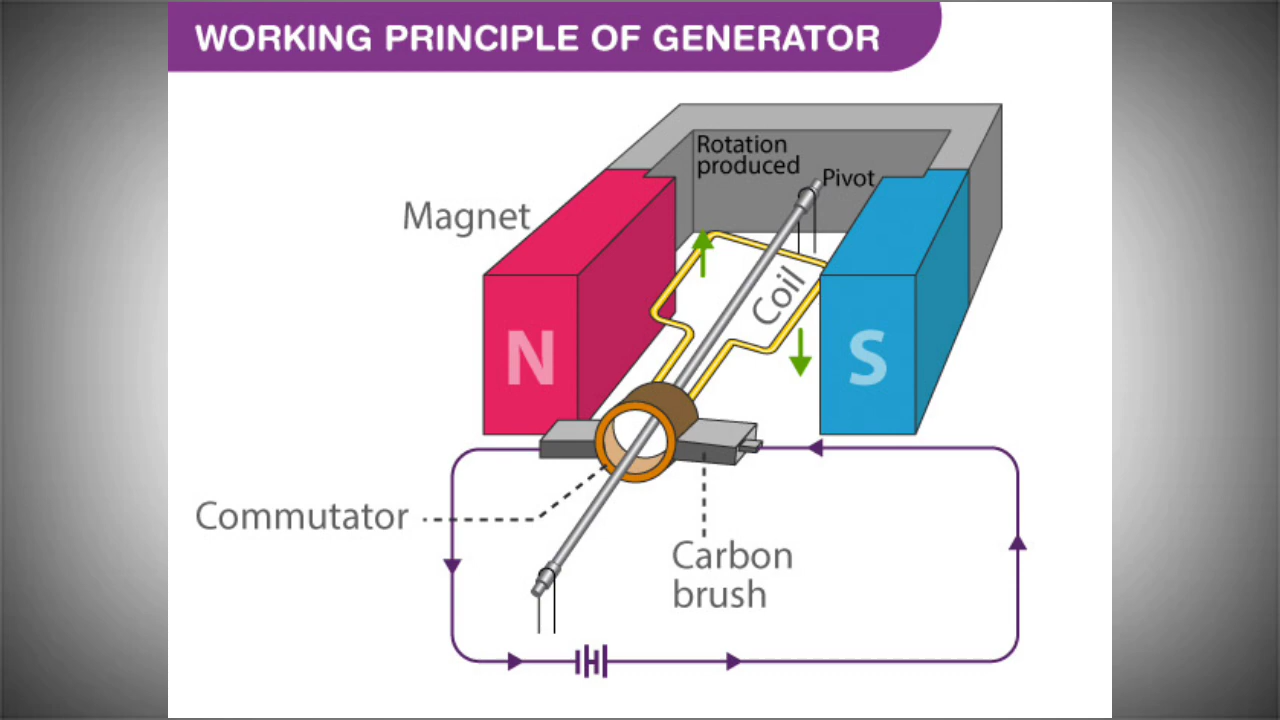 WORKING PRINCIPLE OF GENERATOR
Rotation
produced
Pivot
Magnet
Coil
N
S
Commutator
Carbon
brush